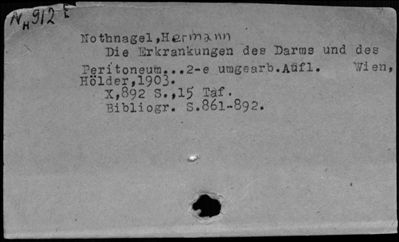 N 912 E
H
Nothnagel,Hermann
Die Erkrankungen des Darms und des
Peritoneum...2-e umgearb.Aufl. Wien,
Hölder,1903.
X,892 S.,15 Taf.
Bibliogr. S.861-892.